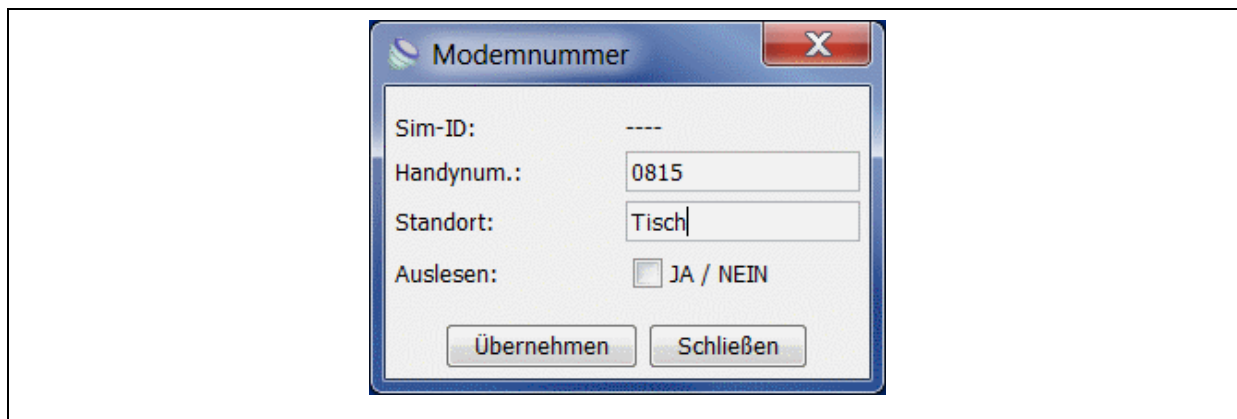 Modemnummer
Sim-ID: ----
Handynum.: 0815
Standort: Tisch
Auslesen: JA / NEIN
Übernehmen Schließen